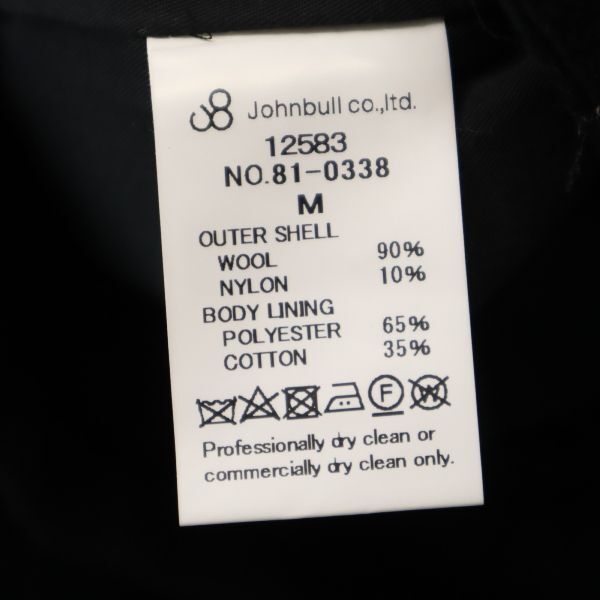 Johnbull co.,ltd.
12583
NO.81-0338
M
OUTER SHELL
WOOL 90%
NYLON 10%
BODY LINING
POLYESTER 65%
COTTON 35%
F W
Professionally dry clean or
commercially dry clean only.